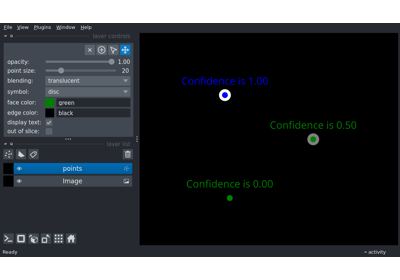 File View Plugins Window Help
layer controls
opacity: 1.00
point size: 20
blending: translucent
symbol: disc
face color: green
edge color: black
display text:
out of slice:
layer list
points
Image
Ready
activity
Confidence is 1.00
Confidence is 0.50
Confidence is 0.00